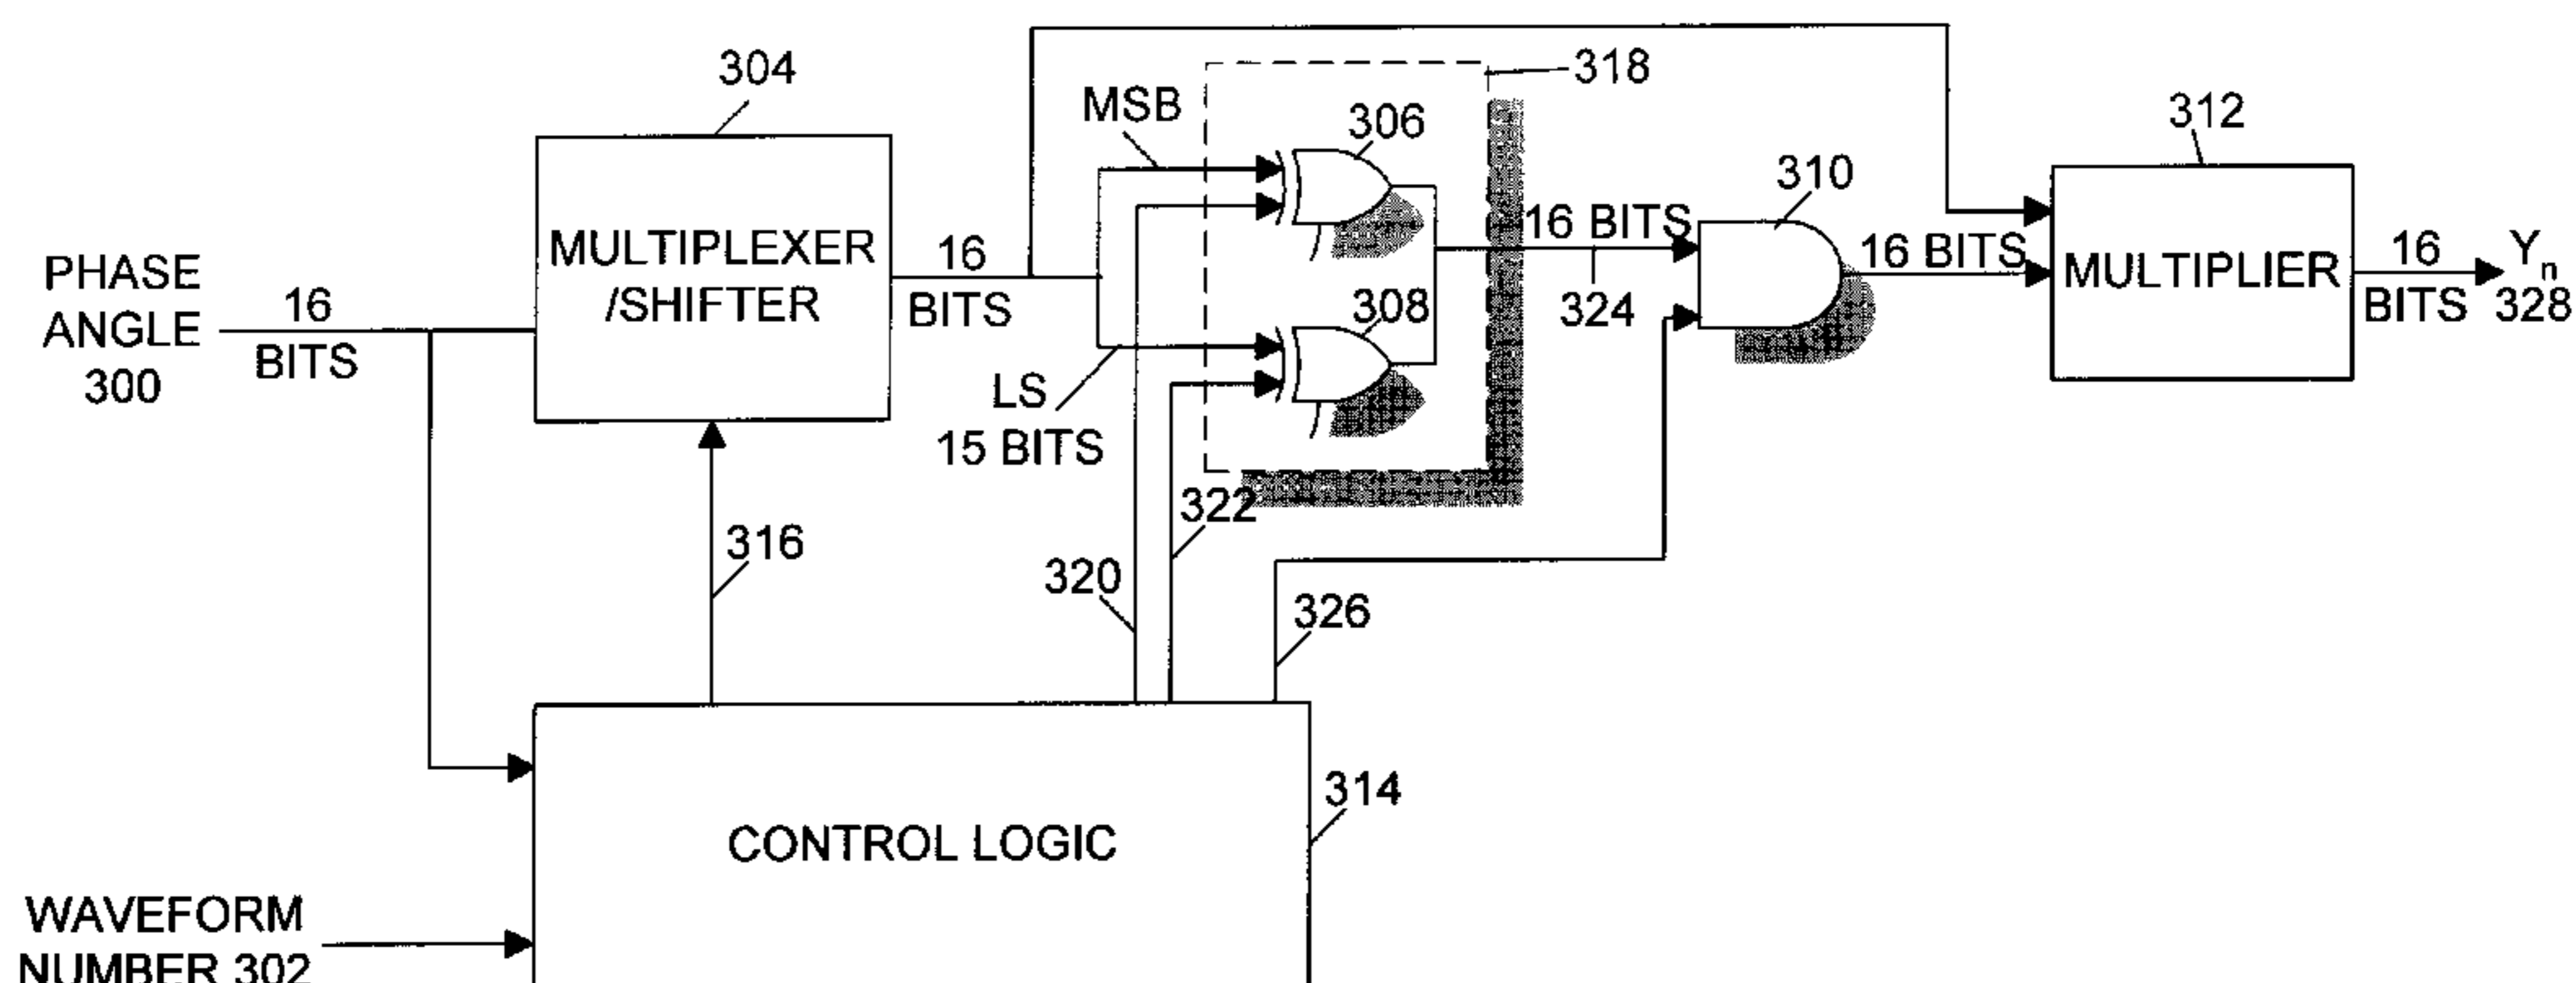 304
318
MSB
306
312
310
MULTIPLEXER
/SHIFTER
16 BITS
16
BITS
PHASE
ANGLE
300
16
BITS
308
324
16 BITS
MULTIPLIER
16
BITS
Yn
328
LS
15 BITS
322
316
320
326
314
CONTROL LOGIC
WAVEFORM
NUMBER 302